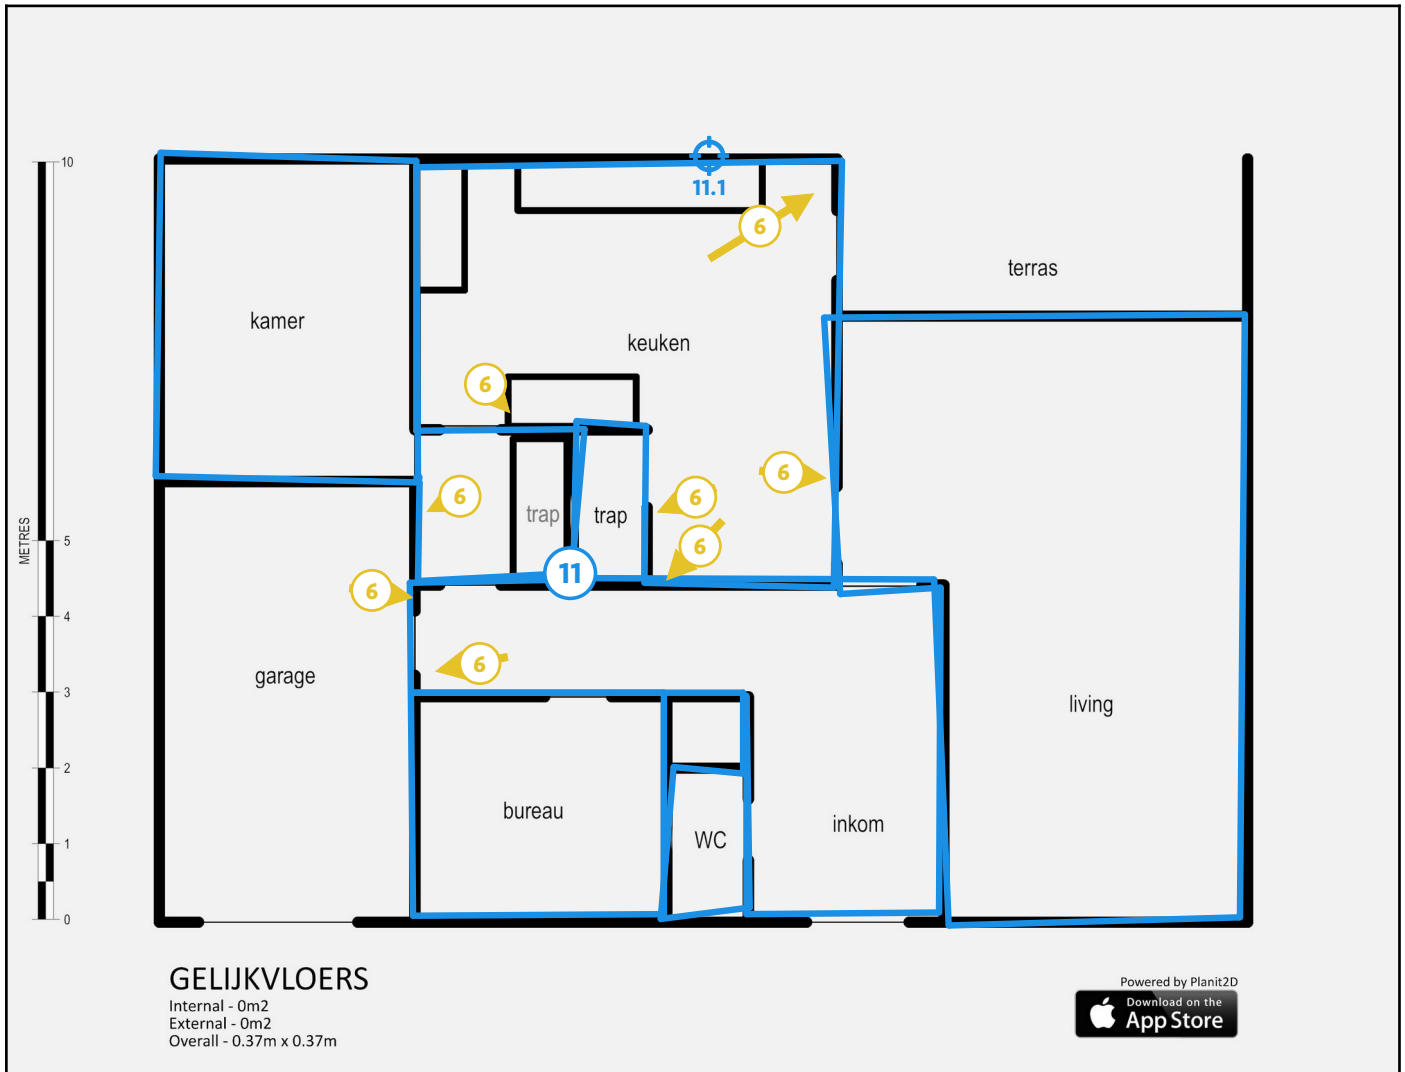 10
11.1
6
terras
kamer
keuken
6
6
6
6
trap
trap
METRES
5
6
11
6
4
6
garage
3
living
2
bureau
inkom
WC
1
0
GELIJKVLOERS
Internal - 0m2
External - 0m2
Overall - 0.37m x 0.37m
Powered by Planit2D
Download on the
App Store